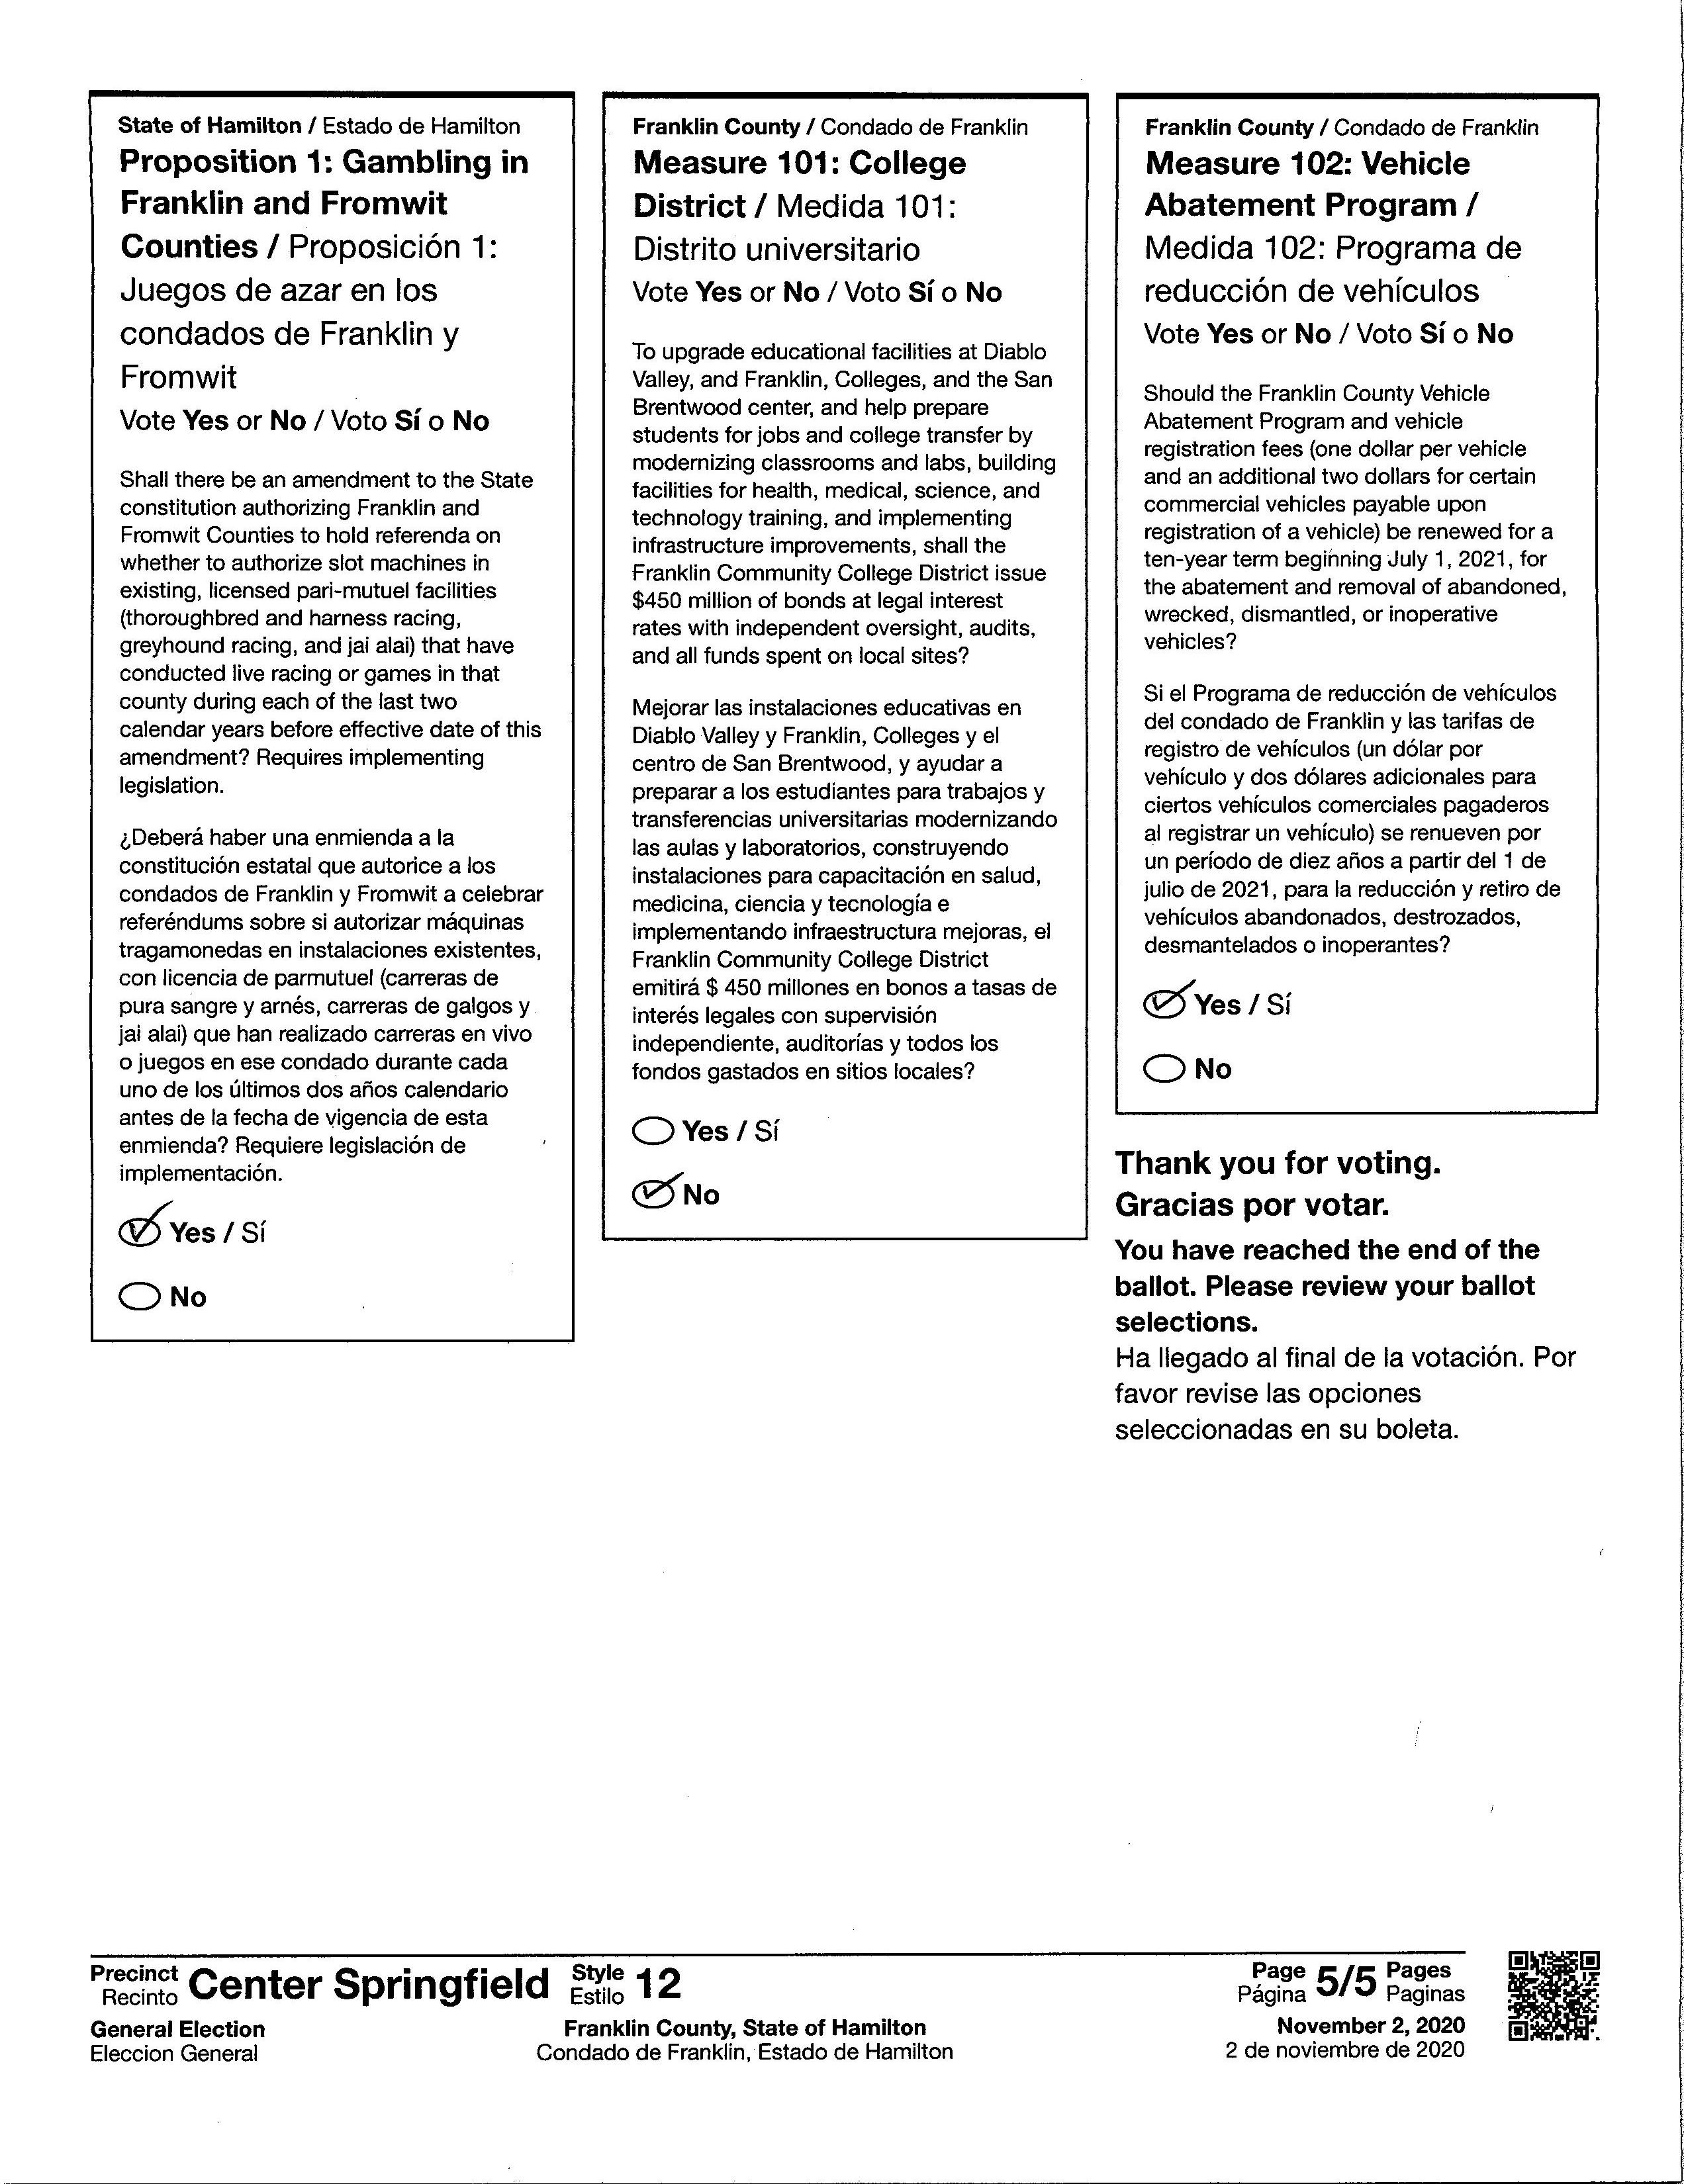 State of Hamilton / Estado de Hamilton
Proposition 1: Gambling in
Franklin and Fromwit
Counties / Proposición 1:
Juegos de azar en los
condados de Franklin y
Fromwit
Vote Yes or No / Voto Sí o No
Shall there be an amendment to the State
constitution authorizing Franklin and
Fromwit Counties to hold referenda on
whether to authorize slot machines in
existing, licensed pari-mutuel facilities
(thoroughbred and harness racing,
greyhound racing, and jai alai) that have
conducted live racing or games in that
county during each of the last two
calendar years before effective date of this
amendment? Requires implementing
legislation.
¿Deberá haber una enmienda a la
constitución estatal que autorice a los
condados de Franklin y Fromwit a celebrar
referéndums sobre si autorizar máquinas
tragamonedas en instalaciones existentes,
con licencia de parmutuel (carreras de
pura sangre y arnés, carreras de galgos y
jai alai) que han realizado carreras en vivo
o juegos en ese condado durante cada
uno de los últimos dos años calendario
antes de la fecha de vigencia de esta
enmienda? Requiere legislación de
implementación.
Yes / Sí
No
Franklin County / Condado de Franklin
Measure 101: College
District / Medida 101:
Distrito universitario
Vote Yes or No / Voto Sí o No
To upgrade educational facilities at Diablo
Valley, and Franklin, Colleges, and the San
Brentwood center, and help prepare
students for jobs and college transfer by
modernizing classrooms and labs, building
facilities for health, medical, science, and
technology training, and implementing
infrastructure improvements, shall the
Franklin Community College District issue
$450 million of bonds at legal interest
rates with independent oversight, audits,
and all funds spent on local sites?
Mejorar las instalaciones educativas en
Diablo Valley y Franklin, Colleges y el
centro de San Brentwood, y ayudar a
preparar a los estudiantes para trabajos y
transferencias universitarias modernizando
las aulas y laboratorios, construyendo
instalaciones para capacitación en salud,
medicina, ciencia y tecnología e
implementando infraestructura mejoras, el
Franklin Community College District
emitirá $ 450 millones en bonos a tasas de
interés legales con supervisión
independiente, auditorías y todos los
fondos gastados en sitios locales?
Yes / Sí
No
Franklin County / Condado de Franklin
Measure 102: Vehicle
Abatement Program /
Medida 102: Programa de
reducción de vehículos
Vote Yes or No / Voto Sí o No
Should the Franklin County Vehicle
Abatement Program and vehicle
registration fees (one dollar per vehicle
and an additional two dollars for certain
commercial vehicles payable upon
registration of a vehicle) be renewed for a
ten-year term beginning July 1, 2021, for
the abatement and removal of abandoned,
wrecked, dismantled, or inoperative
vehicles?
Si el Programa de reducción de vehículos
del condado de Franklin y las tarifas de
registro de vehículos (un dólar por
vehículo y dos dólares adicionales para
ciertos vehículos comerciales pagaderos
al registrar un vehículo) se renueven por
un período de diez años a partir del 1 de
julio de 2021, para la reducción y retiro de
vehículos abandonados, destrozados,
desmantelados o inoperantes?
Yes / Sí
No
Thank you for voting.
Gracias por votar.
You have reached the end of the
ballot. Please review your ballot
selections.
Ha llegado al final de la votación. Por
favor revise las opciones
seleccionadas en su boleta.
Precinct Center Springfield Style 12
Recinto Estilo
General Election
Eleccion General
Franklin County, State of Hamilton
Condado de Franklin, Estado de Hamilton
Page 5/5 Pages
Página Paginas
November 2, 2020
2 de noviembre de 2020